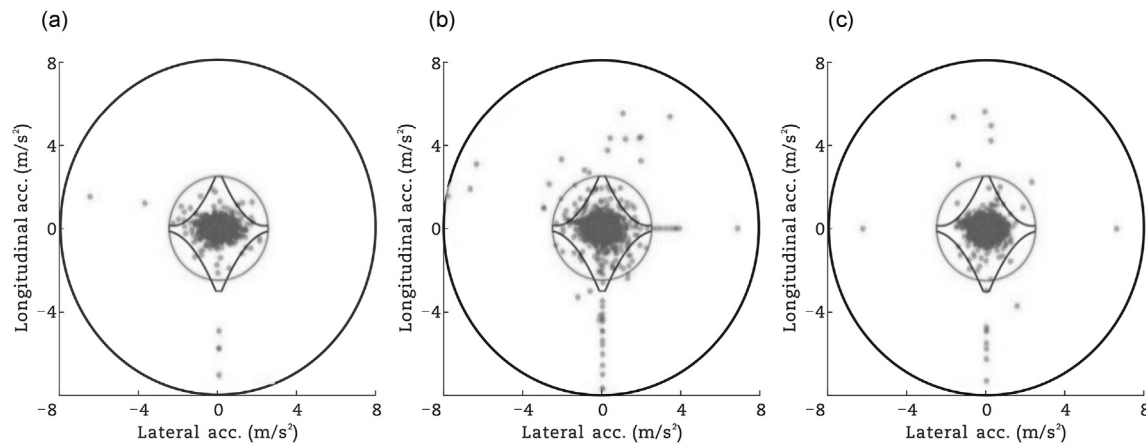 (a) (b) (c)
8 8 8
4 4 4
0 0 0
−4 −4 −4
−8 −4 0 4 8 −8 −4 0 4 8 −8 −4 0 4 8
Longitudinal acc. (m/s²) Longitudinal acc. (m/s²) Longitudinal acc. (m/s²)
Lateral acc. (m/s²) Lateral acc. (m/s²) Lateral acc. (m/s²)